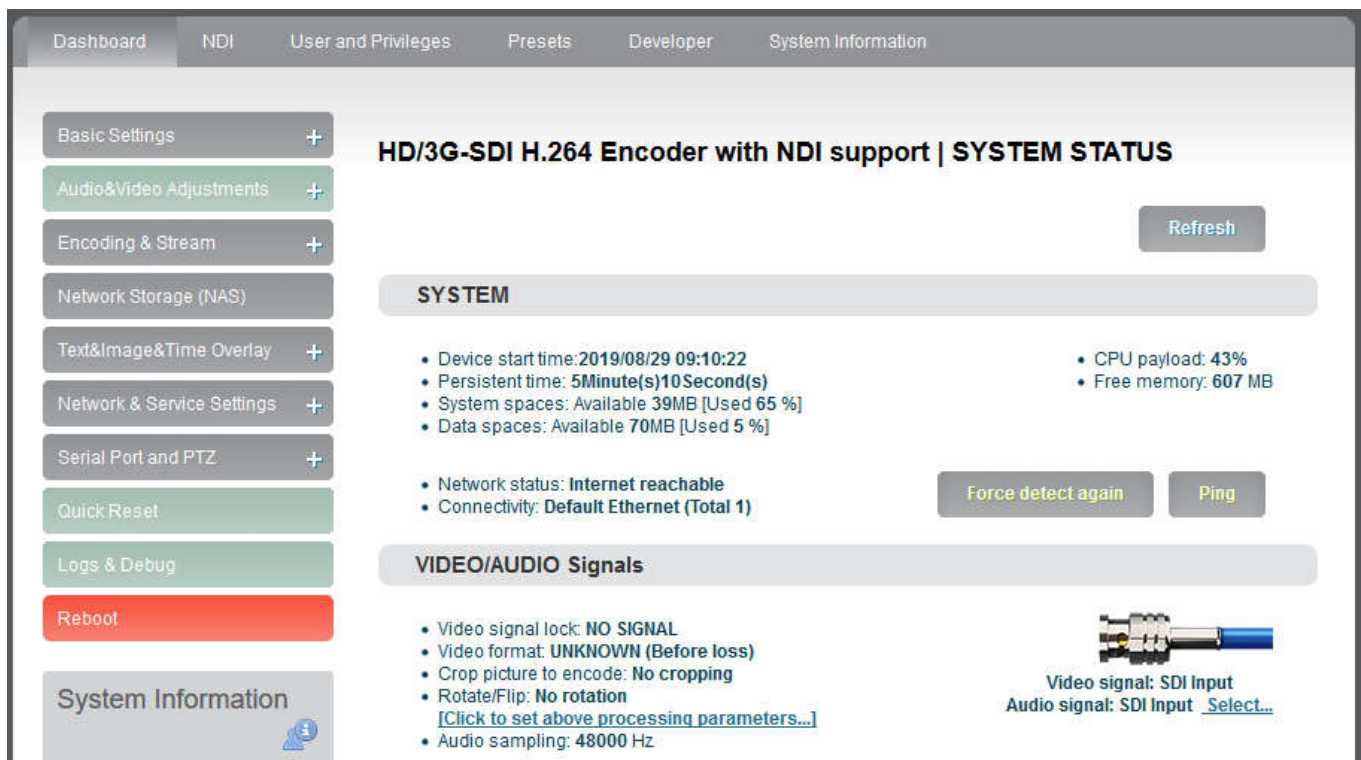 Dashboard NDI User and Privileges Presets Developer System Information
Basic Settings +
Audio&Video Adjustments +
Encoding & Stream +
Network Storage (NAS)
Text&Image&Time Overlay +
Network & Service Settings +
Serial Port and PTZ +
Quick Reset
Logs & Debug
Reboot
System Information
HD/3G-SDI H.264 Encoder with NDI support | SYSTEM STATUS
Refresh
SYSTEM
• Device start time:2019/08/29 09:10:22
• Persistent time: 5Minute(s)10Second(s)
• System spaces: Available 39MB [Used 65 %]
• Data spaces: Available 70MB [Used 5 %]
• CPU payload: 43%
• Free memory: 607 MB
• Network status: Internet reachable
• Connectivity: Default Ethernet (Total 1)
Force detect again Ping
VIDEO/AUDIO Signals
• Video signal lock: NO SIGNAL
• Video format: UNKNOWN (Before loss)
• Crop picture to encode: No cropping
• Rotate/Flip: No rotation
[Click to set above processing parameters...]
• Audio sampling: 48000 Hz
Video signal: SDI Input
Audio signal: SDI Input Select...